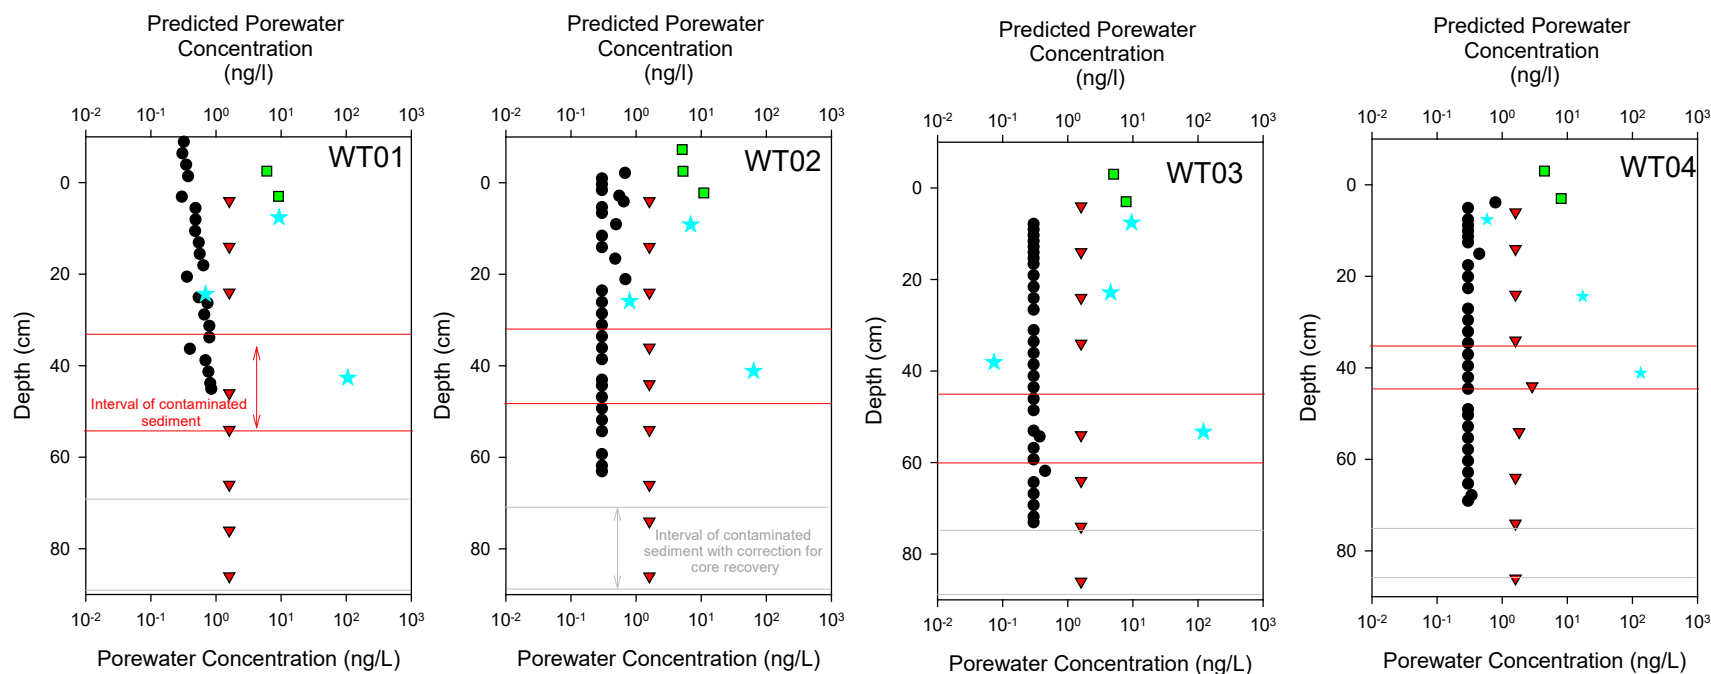 Predicted Porewater
Concentration
(ng/l)
10-2 10-1 100 101 102 103
WT01
0
20
40
60
80
Depth (cm)
Interval of contaminated
sediment
10-2 10-1 100 101 102 103
Porewater Concentration (ng/L)
Predicted Porewater
Concentration
(ng/l)
10-2 10-1 100 101 102 103
WT02
0
20
40
60
80
Depth (cm)
Interval of contaminated
sediment with correction for
core recovery
10-2 10-1 100 101 102 103
Porewater Concentration (ng/L)
Predicted Porewater
Concentration
(ng/l)
10-2 10-1 100 101 102 103
WT03
0
20
40
60
80
Depth (cm)
10-2 10-1 100 101 102 103
Porewater Concentration (ng/L)
Predicted Porewater
Concentration
(ng/l)
10-2 10-1 100 101 102 103
WT04
0
20
40
60
80
Depth (cm)
10-2 10-1 100 101 102 103
Porewater Concentration (ng/L)